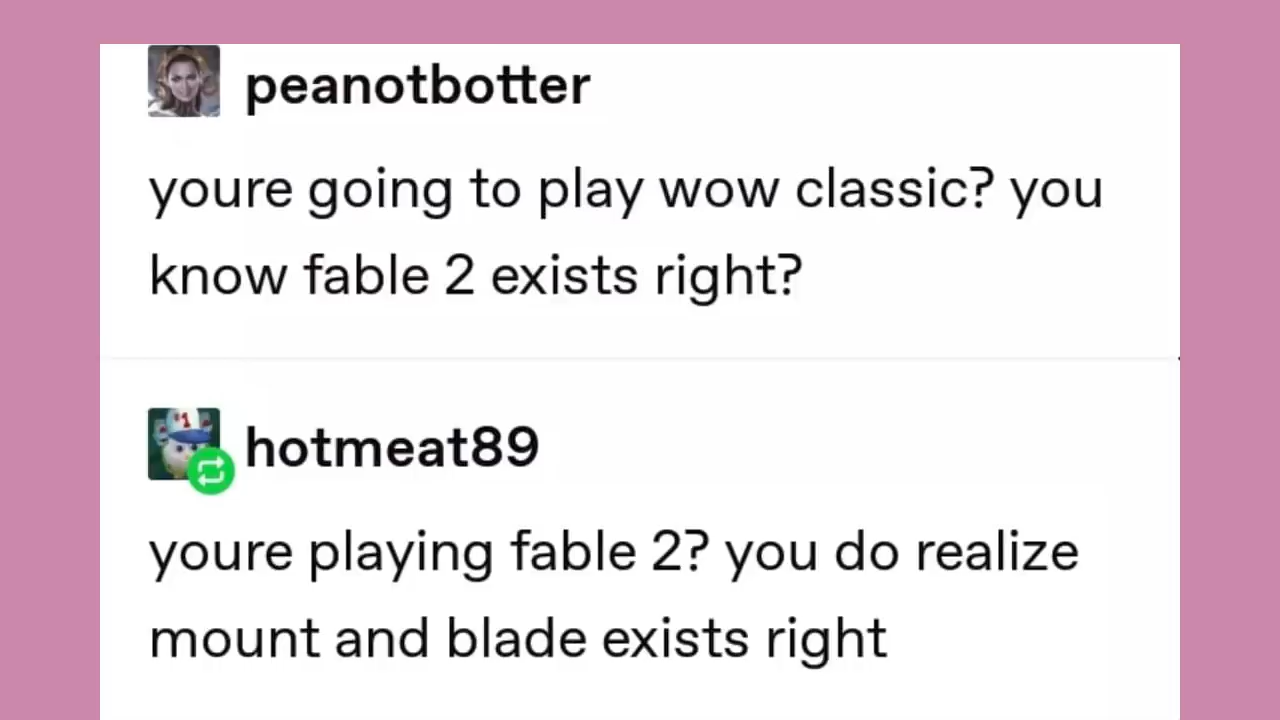 peanotbotter
youre going to play wow classic? you
know fable 2 exists right?
1
hotmeat89
youre playing fable 2? you do realize
mount and blade exists right